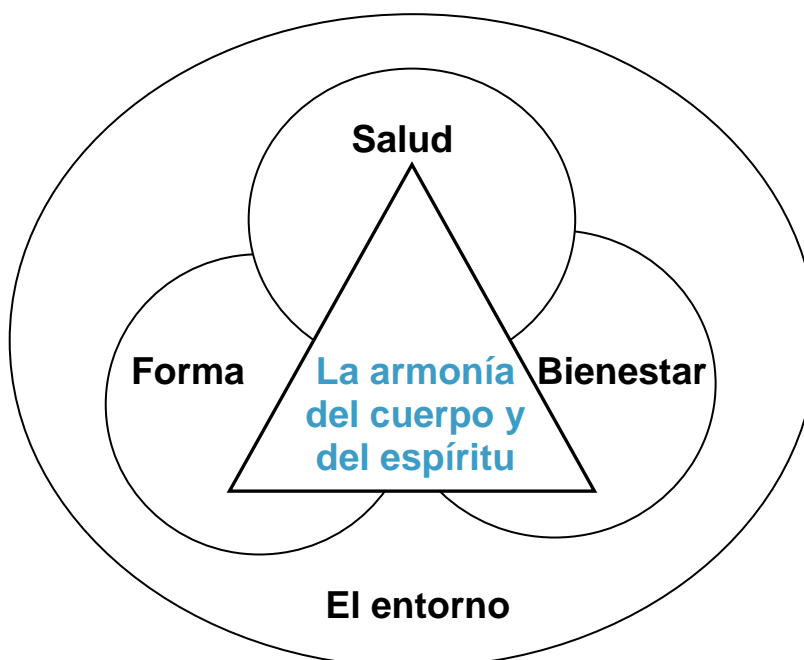 Salud
Forma
La armonía
del cuerpo y
del espíritu
Bienestar
El entorno